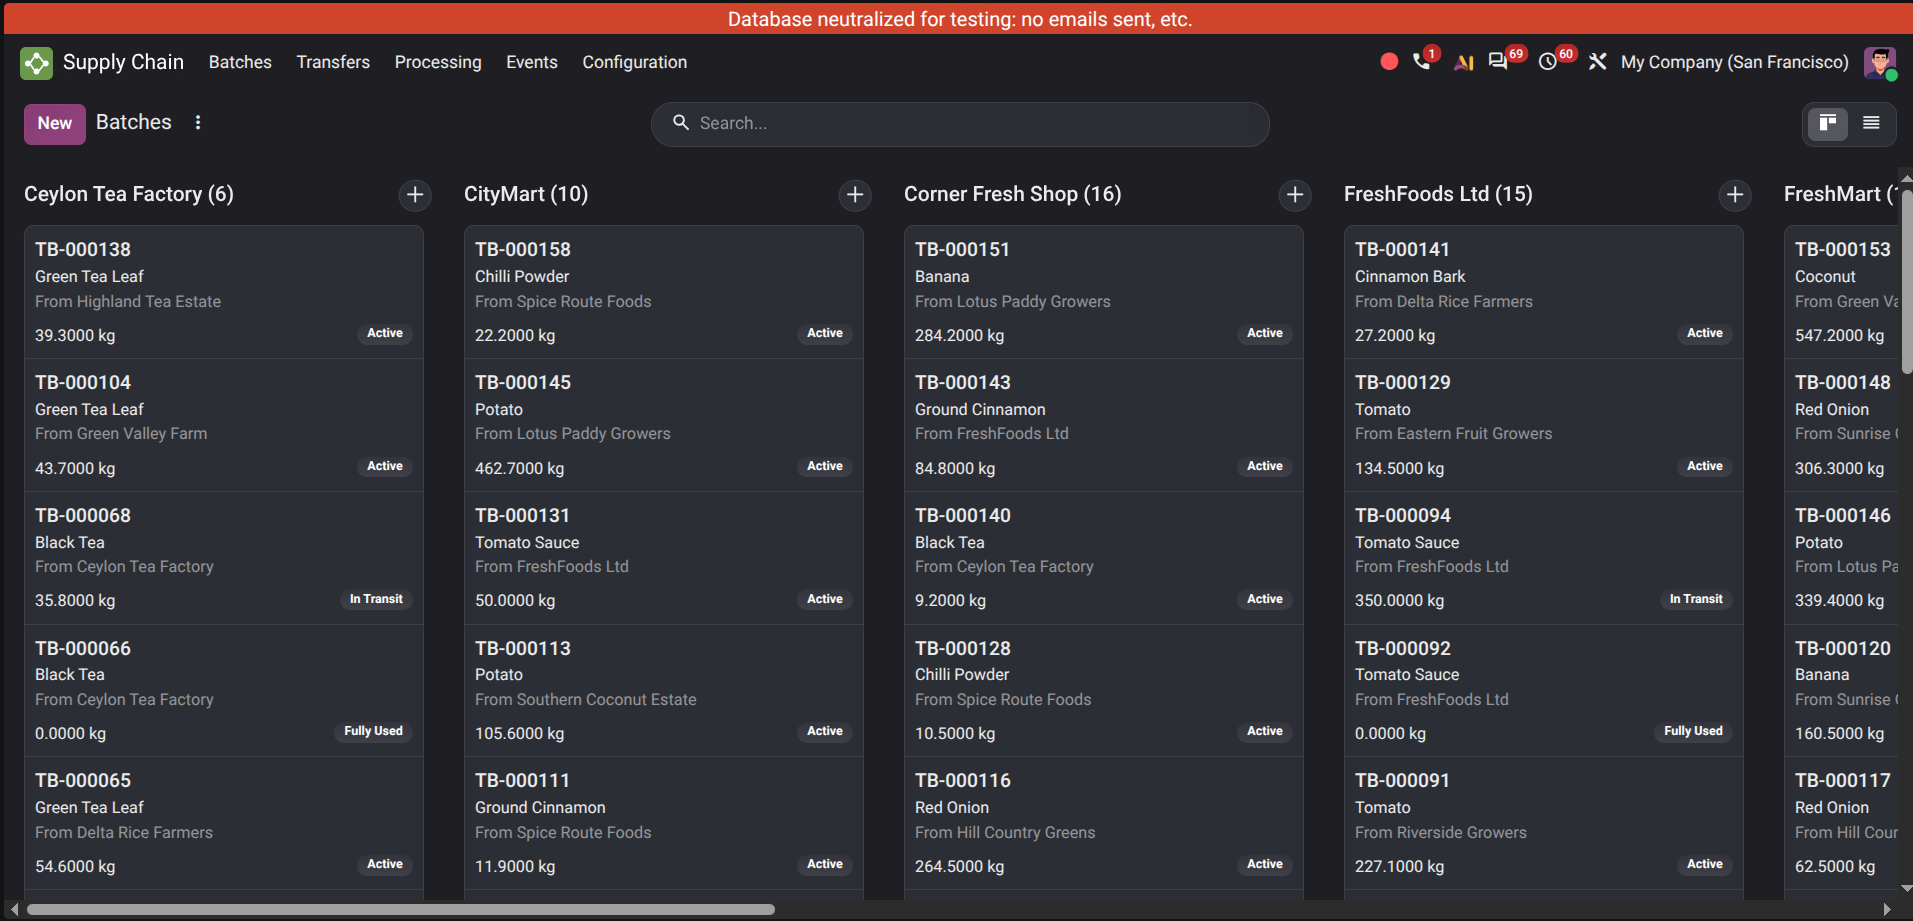 Database neutralized for testing: no emails sent, etc.
Supply Chain Batches Transfers Processing Events Configuration 1 69 60 My Company (San Francisco)
New Batches Search...
Ceylon Tea Factory (6)
TB-000138
Green Tea Leaf
From Highland Tea Estate
39.3000 kg Active
TB-000104
Green Tea Leaf
From Green Valley Farm
43.7000 kg Active
TB-000068
Black Tea
From Ceylon Tea Factory
35.8000 kg In Transit
TB-000066
Black Tea
From Ceylon Tea Factory
0.0000 kg Fully Used
TB-000065
Green Tea Leaf
From Delta Rice Farmers
54.6000 kg Active
CityMart (10)
TB-000158
Chilli Powder
From Spice Route Foods
22.2000 kg Active
TB-000145
Potato
From Lotus Paddy Growers
462.7000 kg Active
TB-000131
Tomato Sauce
From FreshFoods Ltd
50.0000 kg Active
TB-000113
Potato
From Southern Coconut Estate
105.6000 kg Active
TB-000111
Ground Cinnamon
From Spice Route Foods
11.9000 kg Active
Corner Fresh Shop (16)
TB-000151
Banana
From Lotus Paddy Growers
284.2000 kg Active
TB-000143
Ground Cinnamon
From FreshFoods Ltd
84.8000 kg Active
TB-000140
Black Tea
From Ceylon Tea Factory
9.2000 kg Active
TB-000128
Chilli Powder
From Spice Route Foods
10.5000 kg Active
TB-000116
Red Onion
From Hill Country Greens
264.5000 kg Active
FreshFoods Ltd (15)
TB-000141
Cinnamon Bark
From Delta Rice Farmers
27.2000 kg Active
TB-000129
Tomato
From Eastern Fruit Growers
134.5000 kg Active
TB-000094
Tomato Sauce
From FreshFoods Ltd
350.0000 kg In Transit
TB-000092
Tomato Sauce
From FreshFoods Ltd
0.0000 kg Fully Used
TB-000091
Tomato
From Riverside Growers
227.1000 kg Active
FreshMart
TB-000153
Coconut
From Green
547.2000 kg
TB-000148
Red Onion
From Sunrise
306.3000 kg
TB-000146
Potato
From Lotus
339.4000 kg
TB-000120
Banana
From Sunrise
160.5000 kg
TB-000117
Red Onion
From Hill
62.5000 kg